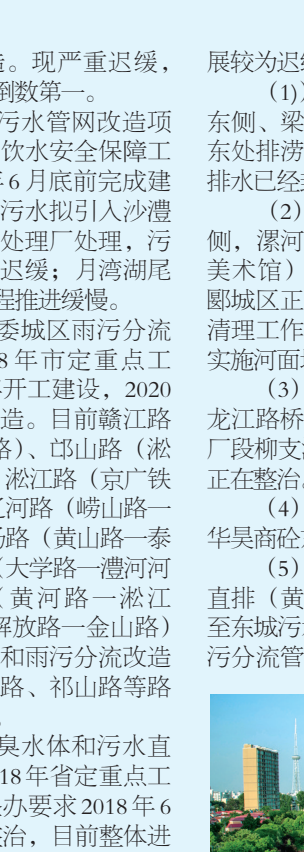 造。现严重迟缓，
倒数第一。
污水管网改造项
饮水安全保障工
年6月底前完成建
污水拟引入沙澧
处理厂处理，污
迟缓；月湾湖尾
程推进缓慢。
委城区雨污分流
8年市定重点工
开工建设，2020
造。目前赣江路
路）、邙山路（淞
淞江路（京广铁
辽河路（崂山路一
路（黄山路一泰
（大学路一澧河河
（黄河路一淞江
解放路一金山路）
和雨污分流改造
路、祁山路等路
臭水体和污水直
18年省定重点工
办要求2018年6
治，目前整体进
展较为迟缓
（1）
东侧、梁
东处排涝
排水已经
（2）
侧，漯河
美术馆）
郾城区正
清理工作
实施河面
（3）
龙江路桥
厂段柳支
正在整治
（4）
华昊商砼
（5）
直排（黄
至东城污
污分流管